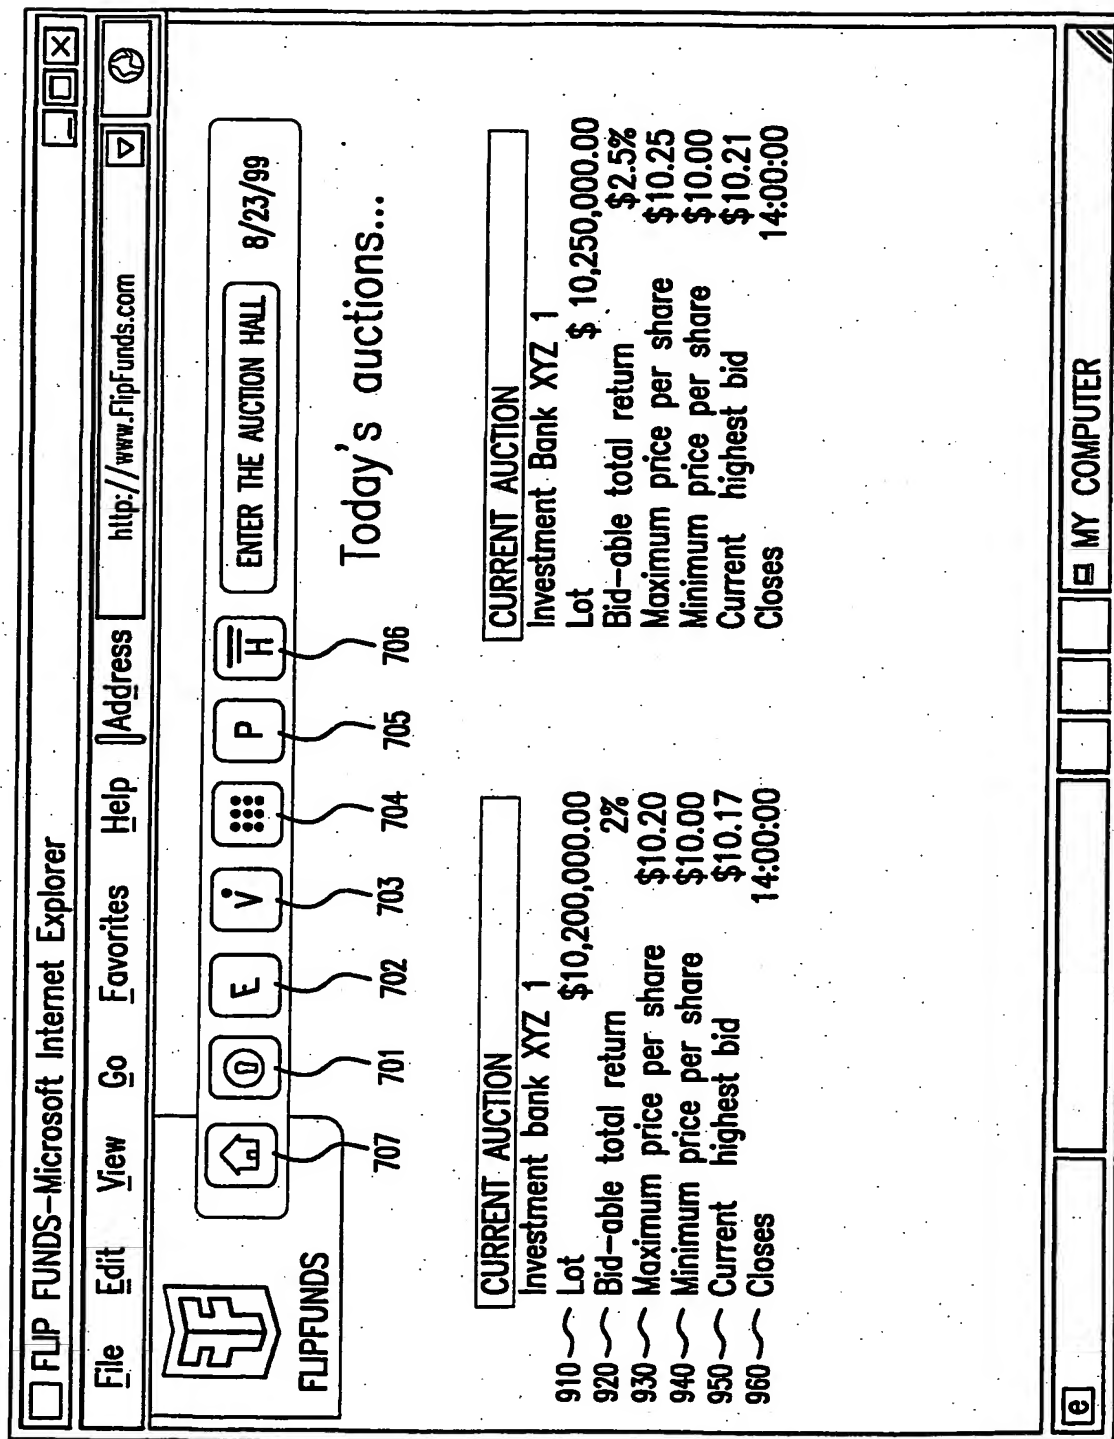 FLIP FUNDS–Microsoft Internet Explorer
File Edit View Go Favorites Help Address http://www.FlipFunds.com
FLIPFUNDS
E V P H ENTER THE AUCTION HALL 8/23/99
707 701 702 703 704 705 706
Today's auctions...
CURRENT AUCTION
Investment bank XYZ 1
910 Lot $10,200,000.00
920 Bid–able total return 2%
930 Maximum price per share $10.20
940 Minimum price per share $10.00
950 Current highest bid $10.17
960 Closes 14:00:00
CURRENT AUCTION
Investment Bank XYZ 1
Lot $ 10,250,000.00
Bid–able total return $2.5%
Maximum price per share $10.25
Minimum price per share $10.00
Current highest bid $10.21
Closes 14:00:00
e MY COMPUTER